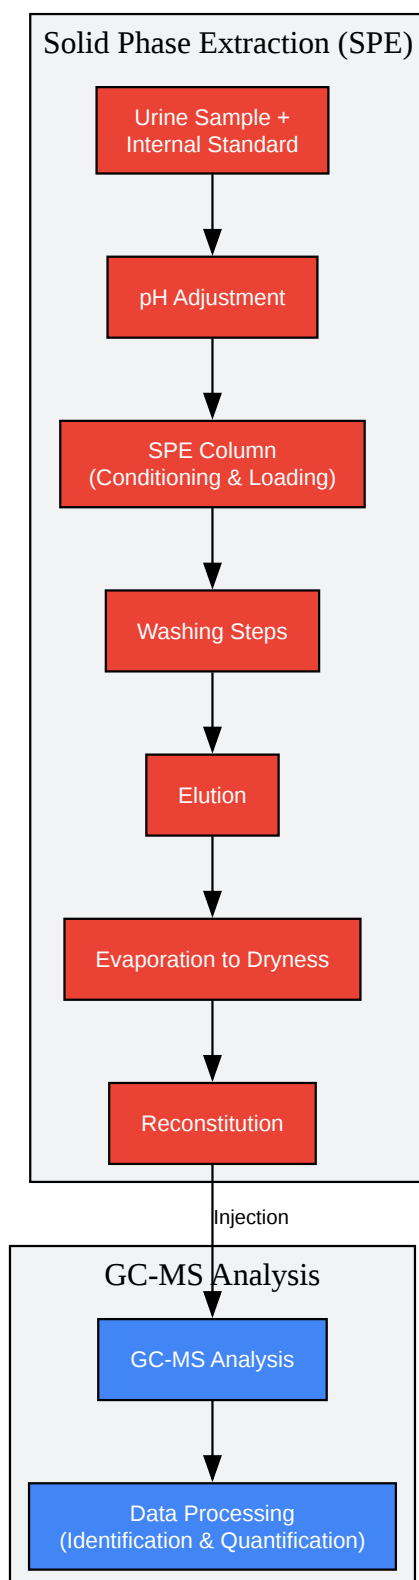 Solid Phase Extraction (SPE)
Urine Sample +
Internal Standard
pH Adjustment
SPE Column
(Conditioning & Loading)
Washing Steps
Elution
Evaporation to Dryness
Reconstitution
Injection
GC-MS Analysis
GC-MS Analysis
Data Processing
(Identification & Quantification)